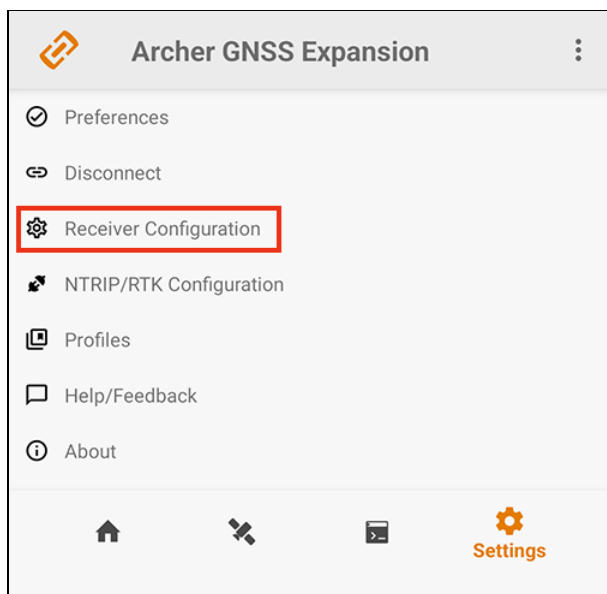 Archer GNSS Expansion
Preferences
Disconnect
Receiver Configuration
NTRIP/RTK Configuration
Profiles
Help/Feedback
About
Settings